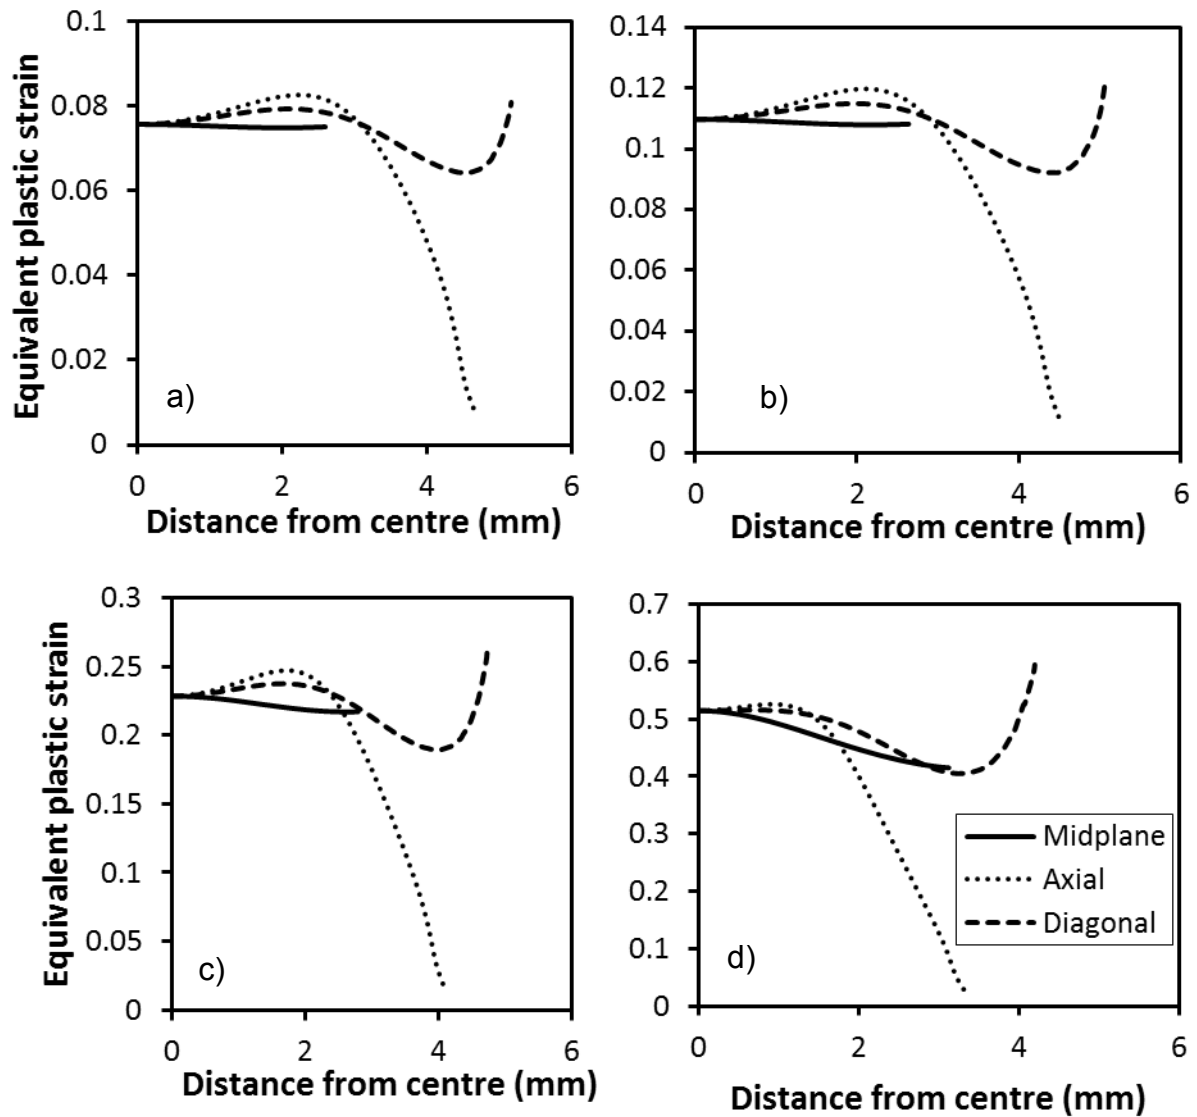 Equivalent plastic strain
0.1
0.08
0.06
0.04
0.02
0
a)
0 2 4 6
Distance from centre (mm)
0.14
0.12
0.1
0.08
0.06
0.04
0.02
0
b)
0 2 4 6
Distance from centre (mm)
Equivalent plastic strain
0.3
0.25
0.2
0.15
0.1
0.05
0
c)
0 2 4 6
Distance from centre (mm)
0.7
0.6
0.5
0.4
0.3
0.2
0.1
0
Midplane
Axial
Diagonal
d)
0 2 4 6
Distance from centre (mm)